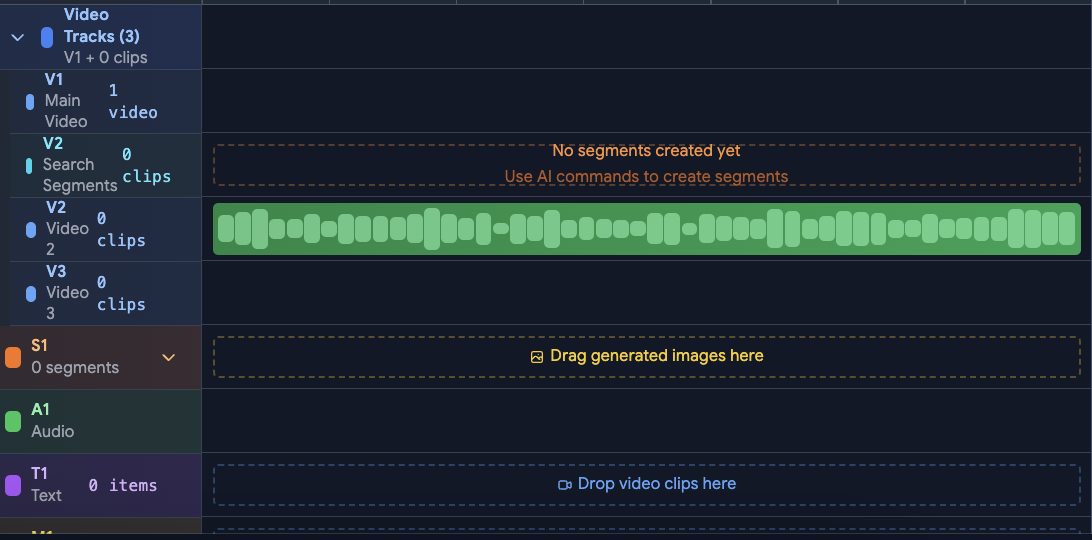 Video
Tracks (3)
V1 + 0 clips
V1
Main
Video
1
video
V2
Search
Segments
0
clips
No segments created yet
Use AI commands to create segments
V2
Video
2
0
clips
V3
Video
3
0
clips
S1
0 segments
Drag generated images here
A1
Audio
T1
Text
0 items
Drop video clips here